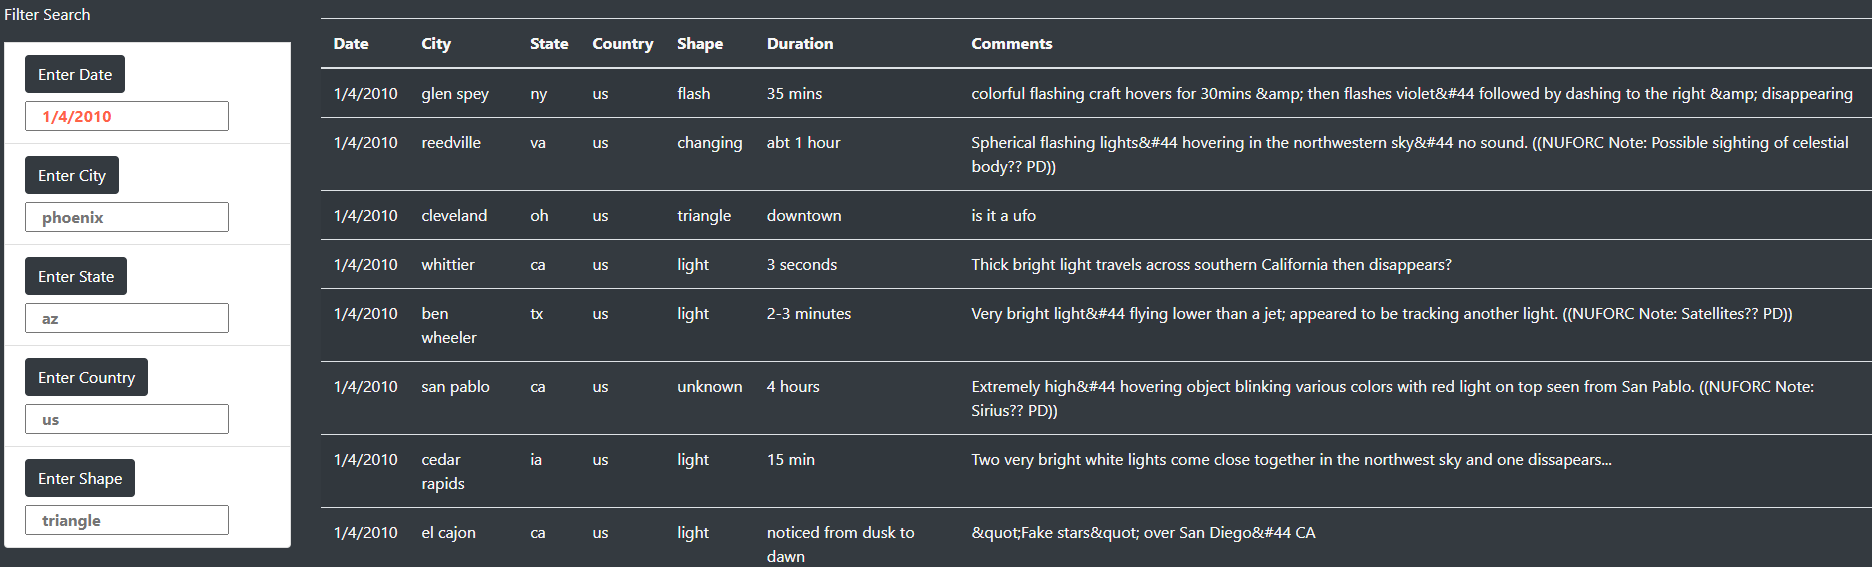 Filter Search
Enter Date
1/4/2010
Enter City
phoenix
Enter State
az
Enter Country
us
Enter Shape
triangle
Date City State Country Shape Duration Comments
1/4/2010 glen spey ny us flash 35 mins colorful flashing craft hovers for 30mins &amp; then flashes violet&#44 followed by dashing to the right &amp; disappearing
1/4/2010 reedville va us changing abt 1 hour Spherical flashing lights&#44 hovering in the northwestern sky&#44 no sound. ((NUFORC Note: Possible sighting of celestial
body?? PD))
1/4/2010 cleveland oh us triangle downtown is it a ufo
1/4/2010 whittier ca us light 3 seconds Thick bright light travels across southern California then disappears?
1/4/2010 ben tx us light 2-3 minutes Very bright light&#44 flying lower than a jet; appeared to be tracking another light. ((NUFORC Note: Satellites?? PD))
wheeler
1/4/2010 san pablo ca us unknown 4 hours Extremely high&#44 hovering object blinking various colors with red light on top seen from San Pablo. ((NUFORC Note:
Sirius?? PD))
1/4/2010 cedar ia us light 15 min Two very bright white lights come close together in the northwest sky and one dissapears...
rapids
1/4/2010 el cajon ca us light noticed from dusk to &quot;Fake stars&quot; over San Diego&#44 CA
dawn